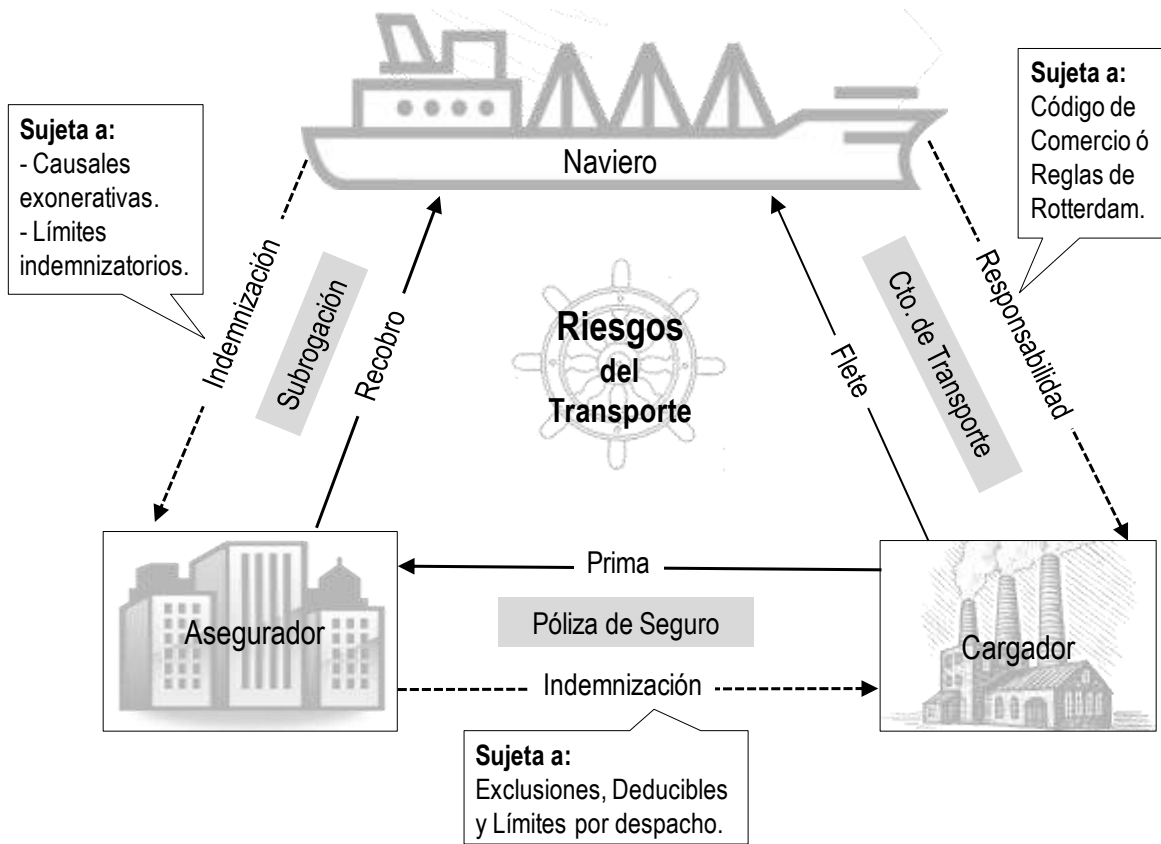 Sujeta a:
- Causales
exonerativas.
- Límites
indemnizatorios.
Naviero
Sujeta a:
Código de
Comercio ó
Reglas de
Rotterdam.
Indemnización
Subrogación
Recobro
Riesgos
del
Transporte
Flete
Cto. de Transporte
Responsabilidad
Asegurador
Prima
Póliza de Seguro
Indemnización
Cargador
Sujeta a:
Exclusiones, Deducibles
y Límites por despacho.